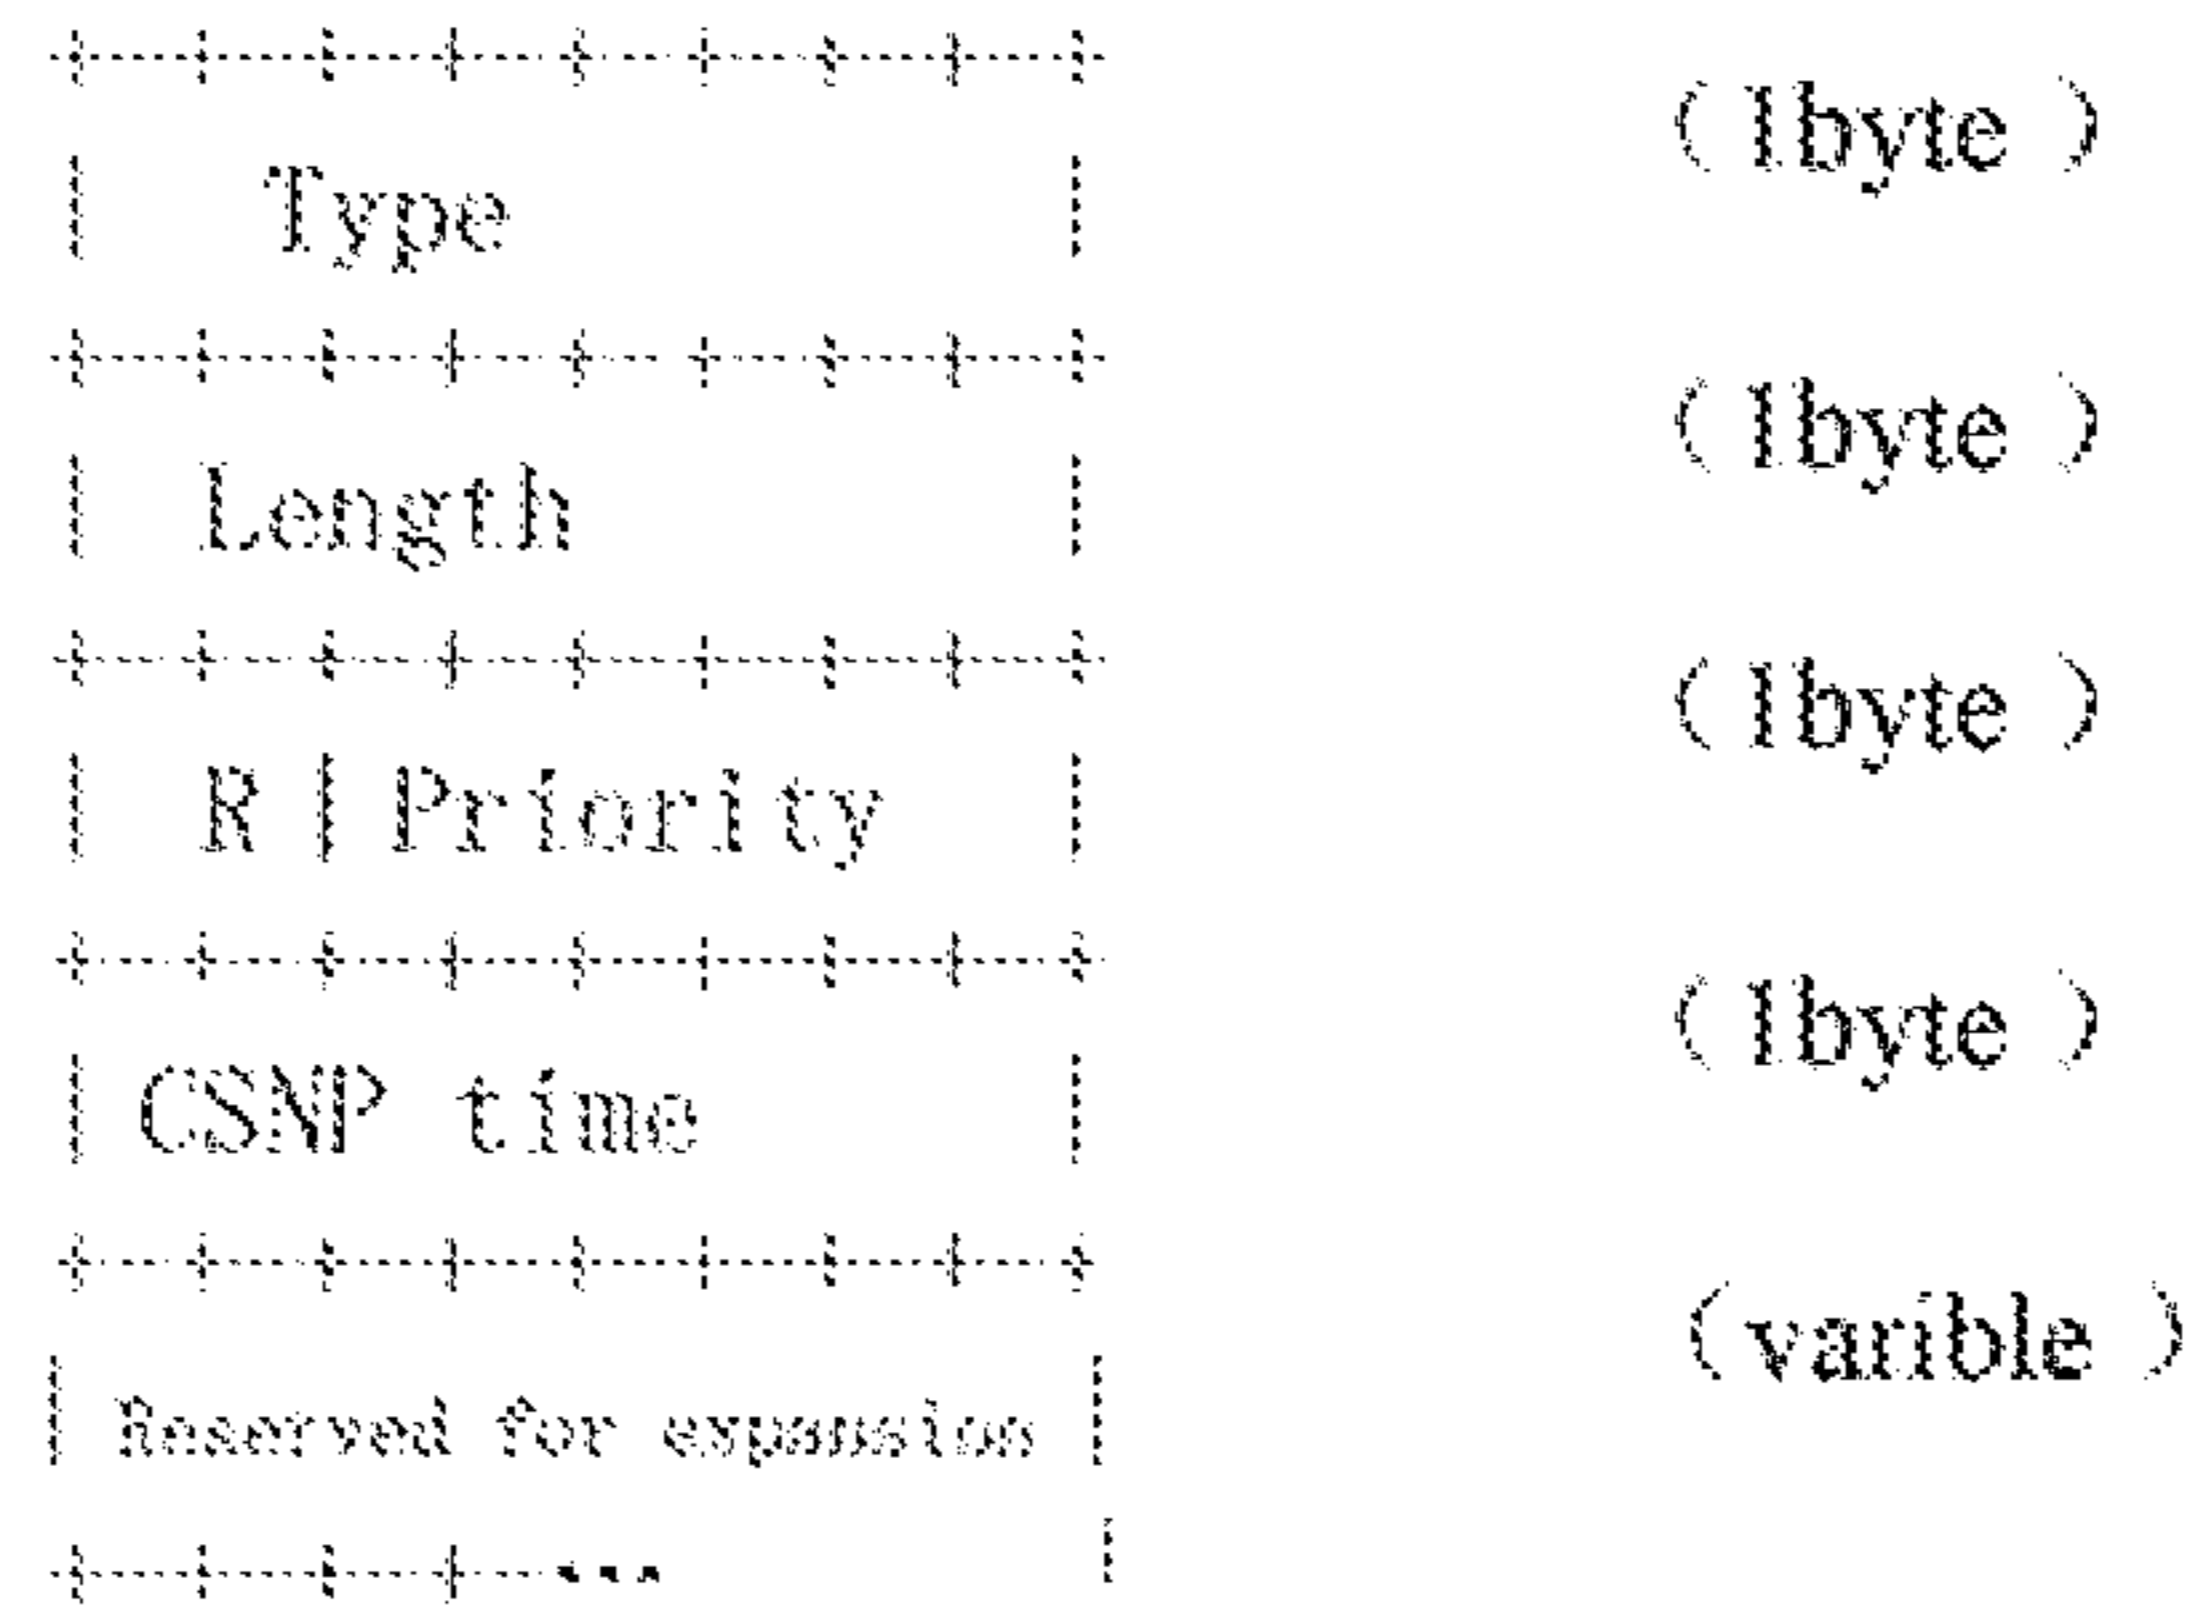 (1byte)
Type
(1byte)
Length
(1byte)
R | Priority
(1byte)
CSNP time
(varible)
Reserved for expansion
...